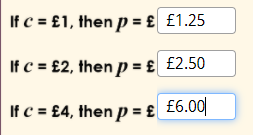 If c = £1, then p = £ £1.25
If c = £2, then p = £ £2.50
If c = £4, then p = £ £6.00